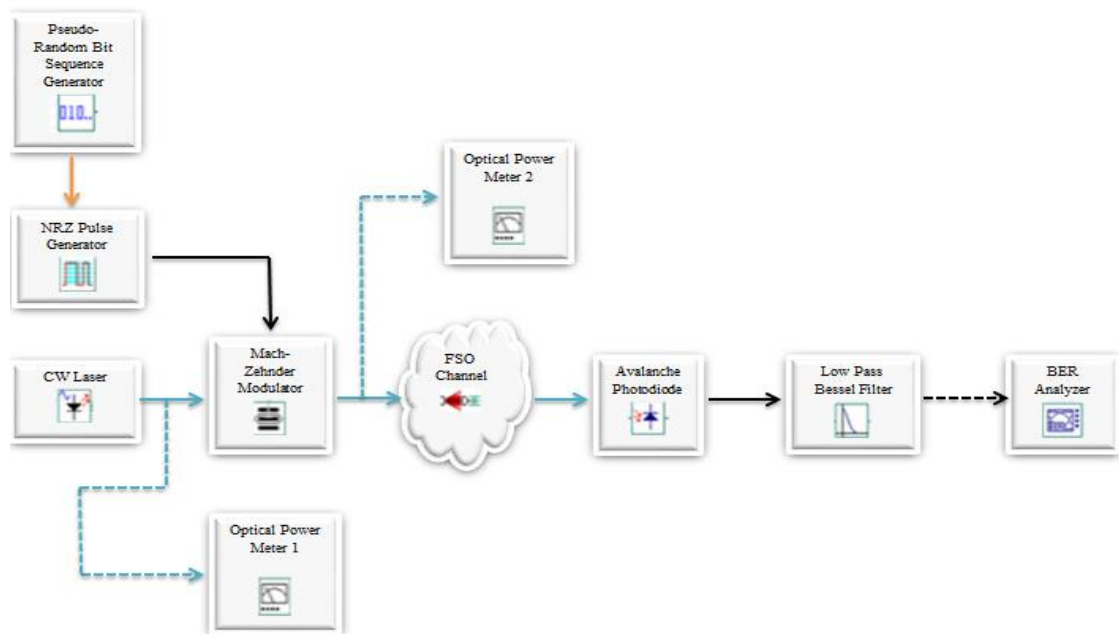 Pseudo-
Random Bit
Sequence
Generator
010..
NRZ Pulse
Generator
CW Laser
Mach-
Zehnder
Modulator
Optical Power
Meter 1
Optical Power
Meter 2
FSO
Channel
Avalanche
Photodiode
Low Pass
Bessel Filter
BER
Analyzer